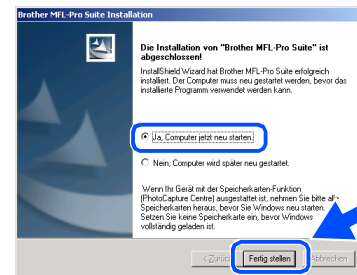 Brother MFL-Pro Suite Installation
Die Installation von "Brother MFL-Pro Suite" ist
abgeschlossen!
InstallShield Wizard hat Brother MFL-Pro Suite erfolgreich
installiert. Der Computer muss neu gestartet werden, bevor das
installierte Programm verwendet werden kann.
Ja, Computer jetzt neu starten.
Nein, Computer wird später neu gestartet.
Wenn Ihr Gerät mit der Speicherkarten-Funktion
(PhotoCapture Centre) ausgestattet ist, nehmen Sie bitte
Speicherkarten heraus, bevor Sie Windows neu starten.
Setzen Sie keine Speicherkarte ein, bevor Windows
vollständig geladen ist.
Fertig stellen
Abbrechen